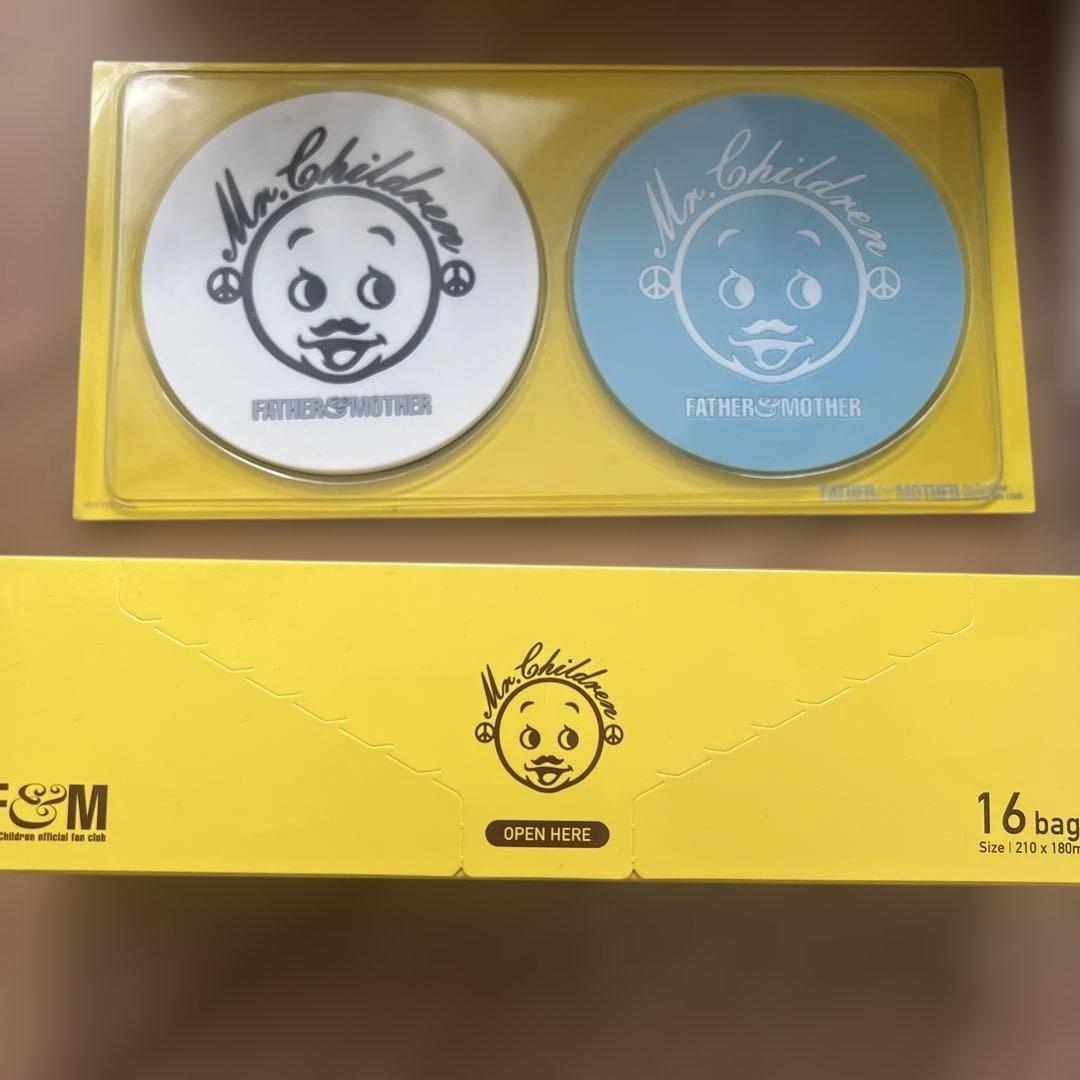 Mr. Children
FATHER & MOTHER
Mr. Children
FATHER & MOTHER
FATHER & MOTHER
Mr. Children
F&M
Children official fan club
OPEN HERE
16 bag
Size | 210 x 180m